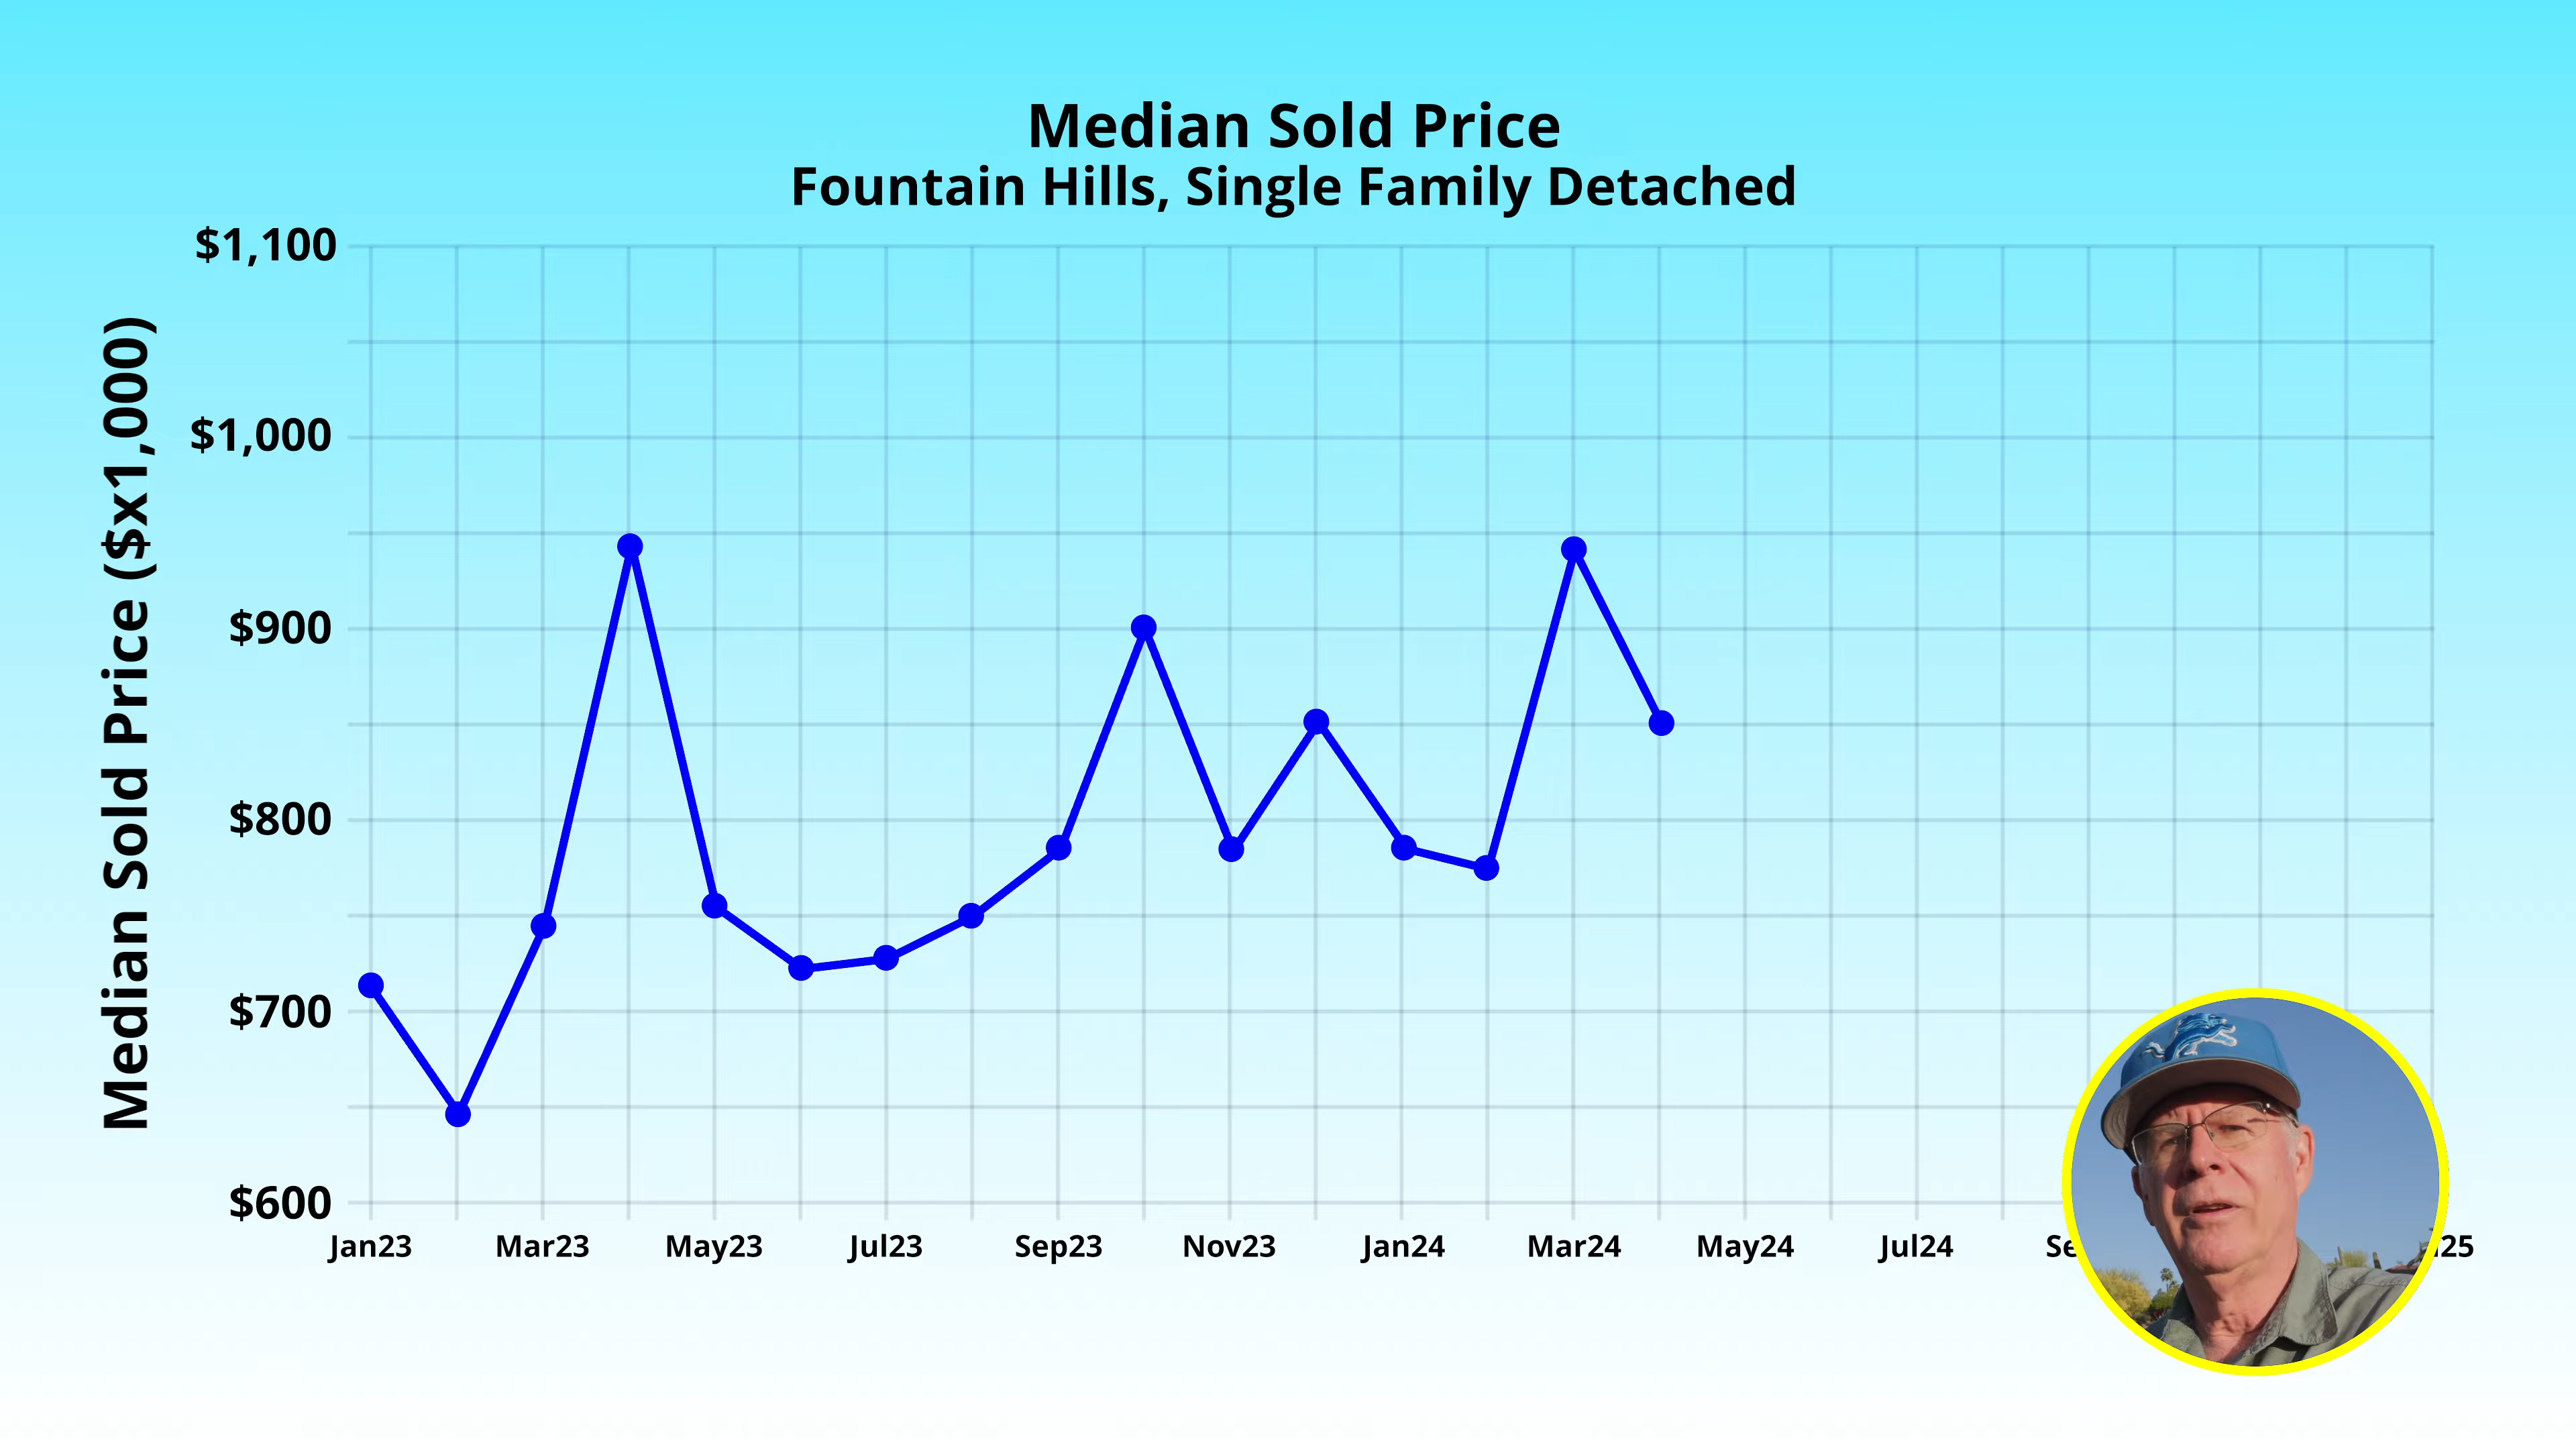 Median Sold Price
Fountain Hills, Single Family Detached
Median Sold Price ($x1,000)
$1,100
$1,000
$900
$800
$700
$600
Jan23 Mar23 May23 Jul23 Sep23 Nov23 Jan24 Mar24 May24 Jul24